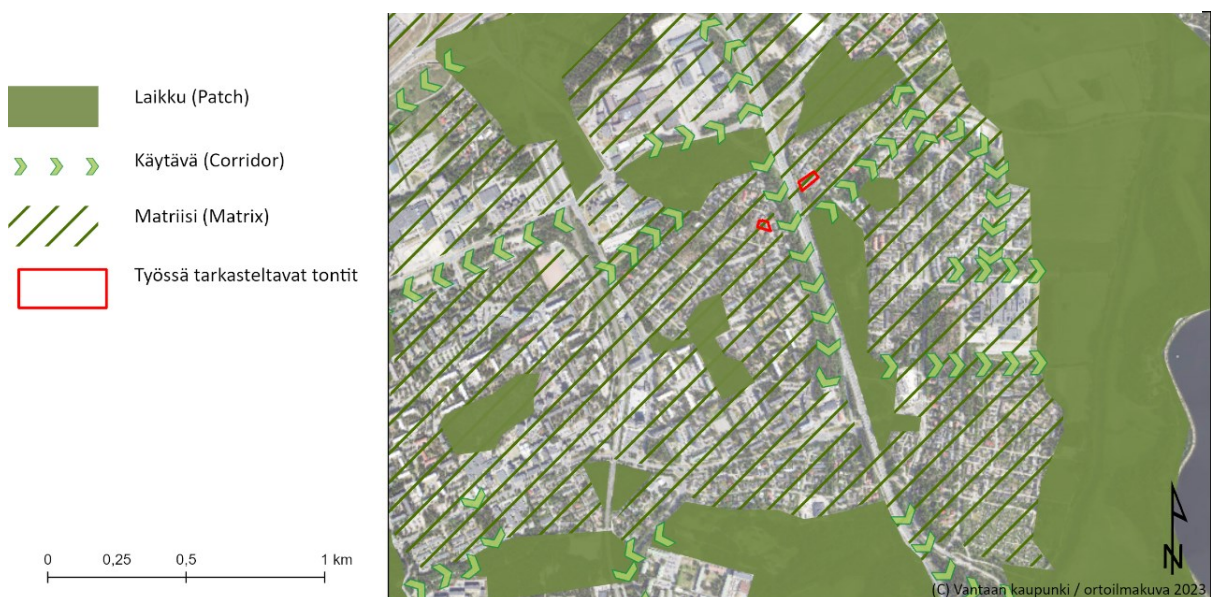 Laikku (Patch)
Käytävä (Corridor)
Matriisi (Matrix)
Työssä tarkasteltavat tontit
0 0,25 0,5 1 km
N
(C) Vantaan kaupunki / ortoilmakuva 2023